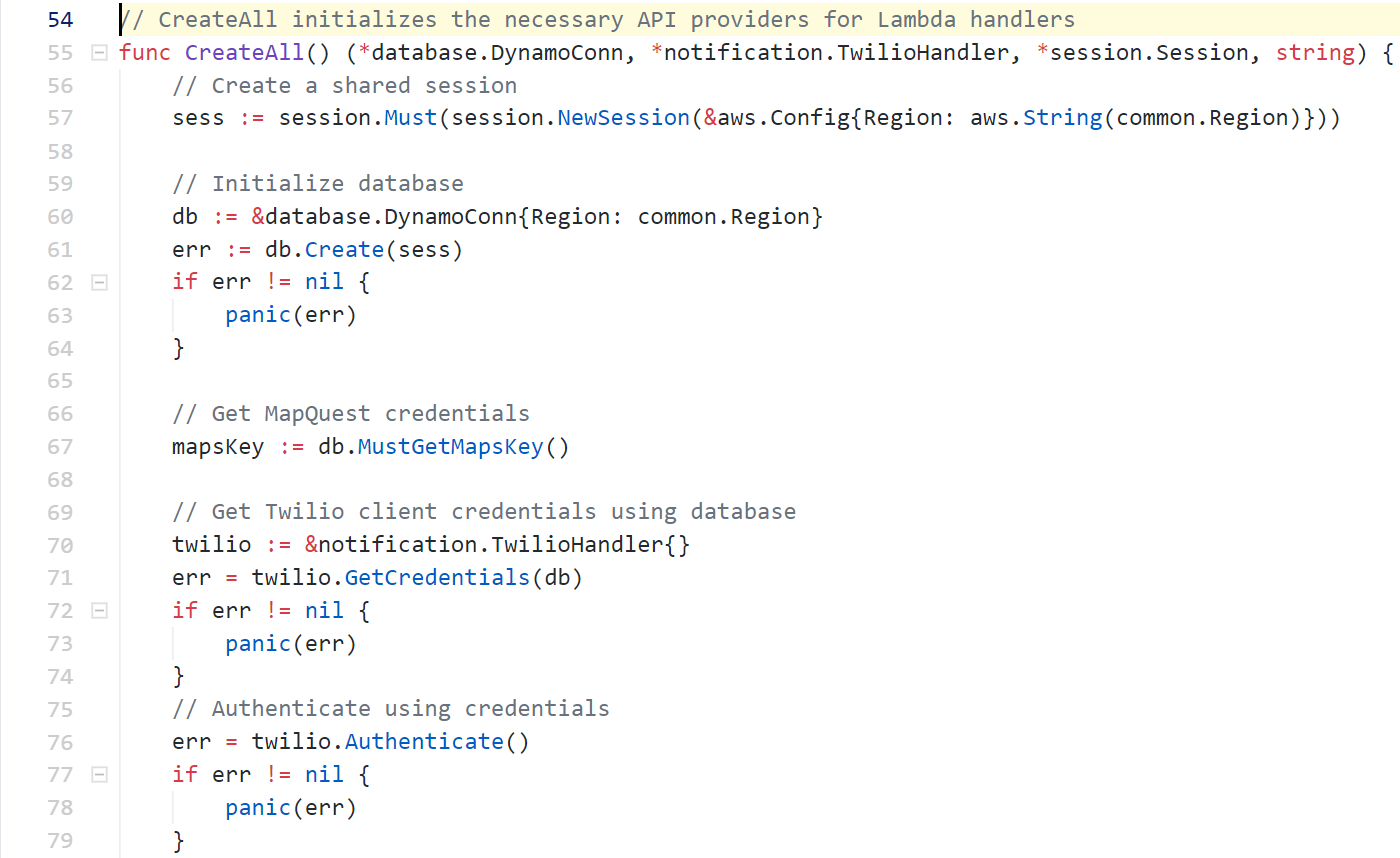 54 // CreateAll initializes the necessary API providers for Lambda handlers
55 func CreateAll() (*database.DynamoConn, *notification.TwilioHandler, *session.Session, string) {
56     // Create a shared session
57     sess := session.Must(session.NewSession(&aws.Config{Region: aws.String(common.Region)}))
58
59     // Initialize database
60     db := &database.DynamoConn{Region: common.Region}
61     err := db.Create(sess)
62     if err != nil {
63         panic(err)
64     }
65
66     // Get MapQuest credentials
67     mapsKey := db.MustGetMapsKey()
68
69     // Get Twilio client credentials using database
70     twilio := &notification.TwilioHandler{}
71     err = twilio.GetCredentials(db)
72     if err != nil {
73         panic(err)
74     }
75     // Authenticate using credentials
76     err = twilio.Authenticate()
77     if err != nil {
78         panic(err)
79     }